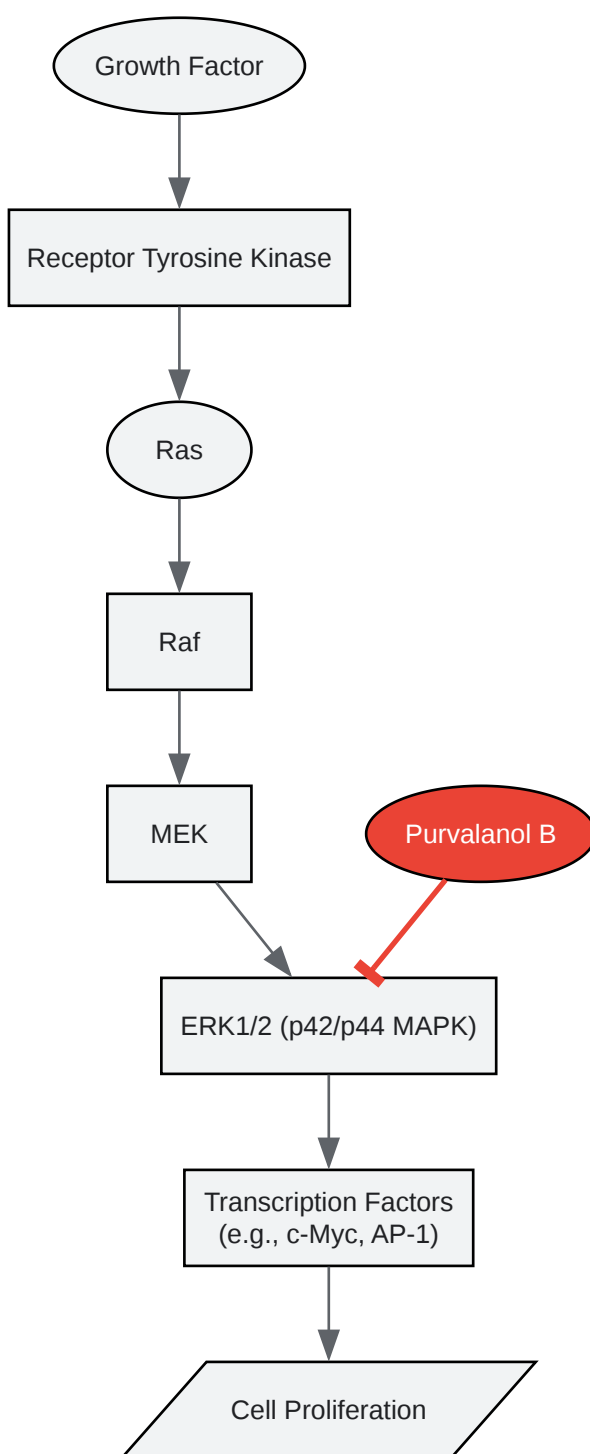 Growth Factor
Receptor Tyrosine Kinase
Ras
Raf
MEK
Purvalanol B
ERK1/2 (p42/p44 MAPK)
Transcription Factors
(e.g., c-Myc, AP-1)
Cell Proliferation